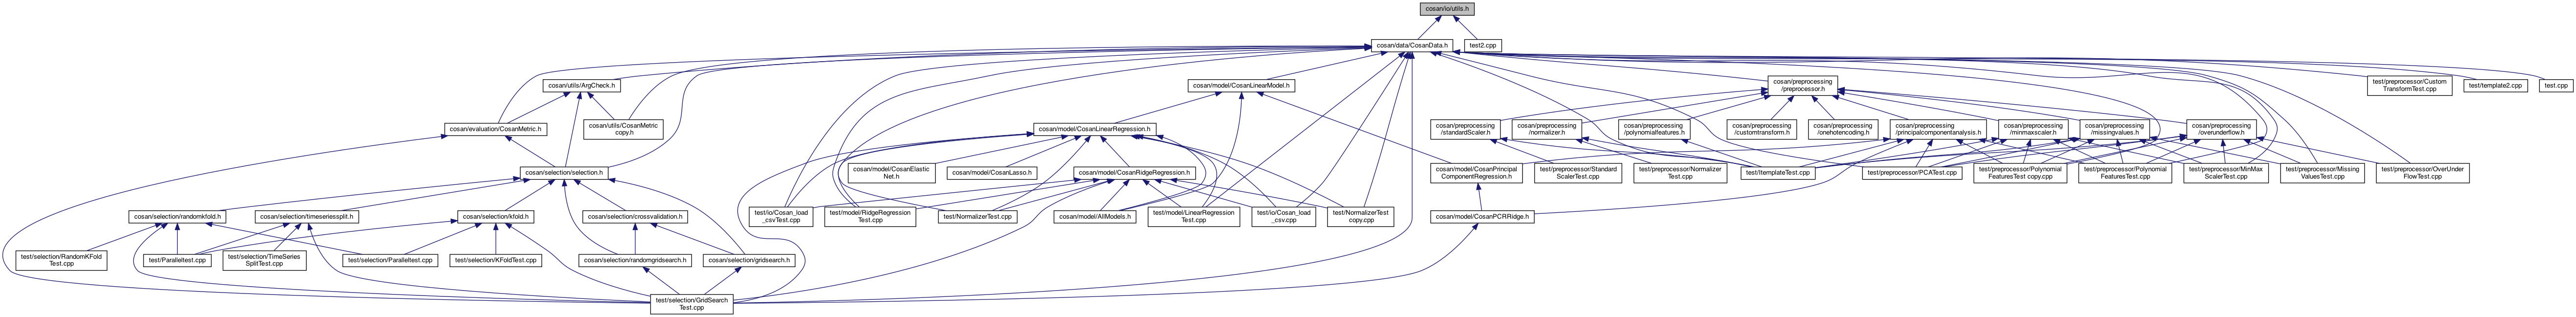 cosan/io/utils.h
cosan/data/CosanData.h
test2.cpp
cosan/utils/ArgCheck.h
cosan/model/CosanLinearModel.h
cosan/preprocessing
/preprocessor.h
test/preprocessor/Custom
TransformTest.cpp
test/template2.cpp
test.cpp
cosan/evaluation/CosanMetric.h
cosan/utils/CosanMetric
copy.h
cosan/model/CosanLinearRegression.h
cosan/preprocessing
/standardScaler.h
cosan/preprocessing
/normalizer.h
cosan/preprocessing
/polynomialfeatures.h
cosan/preprocessing
/customtransform.h
cosan/preprocessing
/onehotencoding.h
cosan/preprocessing
/principalcomponentanalysis.h
cosan/preprocessing
/minmaxscaler.h
cosan/preprocessing
/missingvalues.h
cosan/preprocessing
/overunderflow.h
cosan/selection/selection.h
cosan/model/CosanElastic
Net.h
cosan/model/CosanLasso.h
cosan/model/CosanRidgeRegression.h
cosan/model/CosanPrincipal
ComponentRegression.h
test/preprocessor/Standard
ScalerTest.cpp
test/preprocessor/Normalizer
Test.cpp
test/ItemplateTest.cpp
test/preprocessor/PCATest.cpp
test/preprocessor/Polynomial
FeaturesTest copy.cpp
test/preprocessor/Polynomial
FeaturesTest.cpp
test/preprocessor/MinMax
ScalerTest.cpp
test/preprocessor/Missing
ValuesTest.cpp
test/preprocessor/OverUnder
FlowTest.cpp
cosan/selection/randomkfold.h
cosan/selection/timeseriessplit.h
cosan/selection/kfold.h
cosan/selection/crossvalidation.h
test/io/Cosan_load
_csvTest.cpp
test/model/RidgeRegression
Test.cpp
test/NormalizerTest.cpp
cosan/model/AllModels.h
test/model/LinearRegression
Test.cpp
test/io/Cosan_load
_csv.cpp
test/NormalizerTest
copy.cpp
cosan/model/CosanPCRRidge.h
test/selection/RandomKFold
Test.cpp
test/Paralleltest.cpp
test/selection/TimeSeries
SplitTest.cpp
test/selection/Paralleltest.cpp
test/selection/KFoldTest.cpp
cosan/selection/randomgridsearch.h
cosan/selection/gridsearch.h
test/selection/GridSearch
Test.cpp